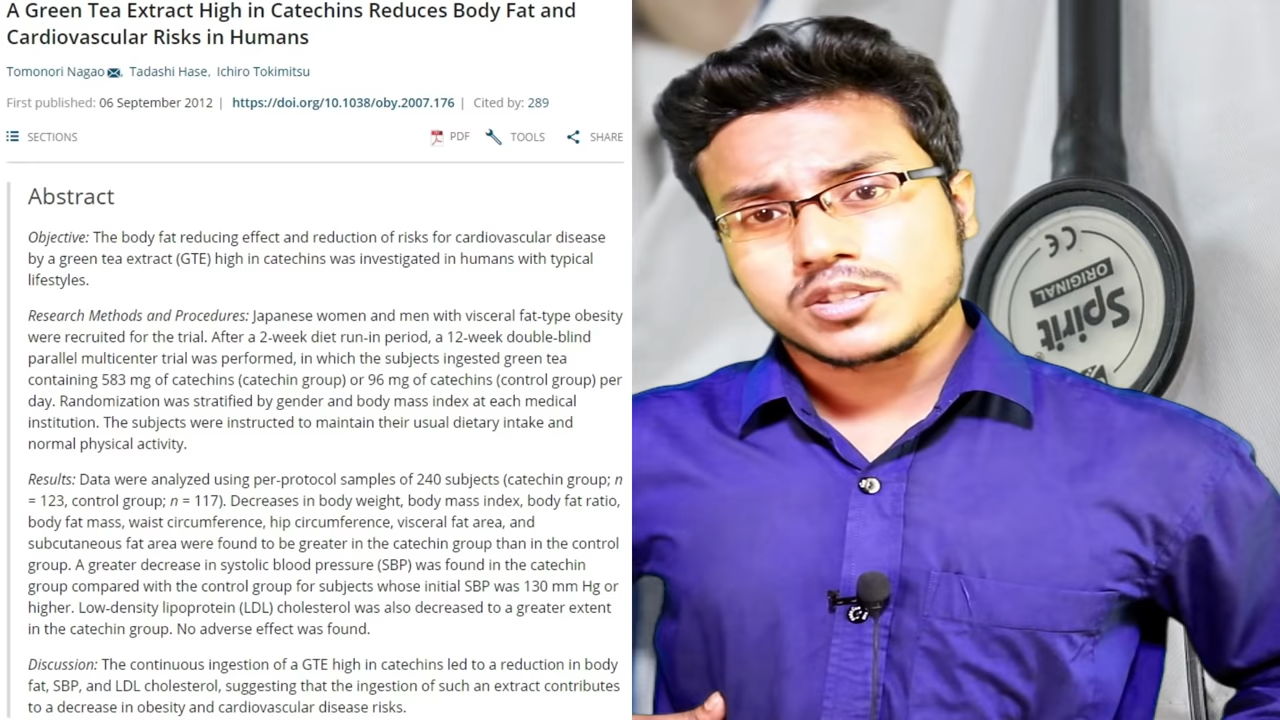 A Green Tea Extract High in Catechins Reduces Body Fat and
Cardiovascular Risks in Humans
Tomonori Nagao, Tadashi Hase, Ichiro Tokimitsu
First published: 06 September 2012 | https://doi.org/10.1038/oby.2007.176 | Cited by: 289
SECTIONS PDF TOOLS SHARE
Abstract
Objective: The body fat reducing effect and reduction of risks for cardiovascular disease
by a green tea extract (GTE) high in catechins was investigated in humans with typical
lifestyles.
Research Methods and Procedures: Japanese women and men with visceral fat-type obesity
were recruited for the trial. After a 2-week diet run-in period, a 12-week double-blind
parallel multicenter trial was performed, in which the subjects ingested green tea
containing 583 mg of catechins (catechin group) or 96 mg of catechins (control group) per
day. Randomization was stratified by gender and body mass index at each medical
institution. The subjects were instructed to maintain their usual dietary intake and
normal physical activity.
Results: Data were analyzed using per-protocol samples of 240 subjects (catechin group; n
= 123, control group; n = 117). Decreases in body weight, body mass index, body fat ratio,
body fat mass, waist circumference, hip circumference, visceral fat area, and
subcutaneous fat area were found to be greater in the catechin group than in the control
group. A greater decrease in systolic blood pressure (SBP) was found in the catechin
group compared with the control group for subjects whose initial SBP was 130 mm Hg or
higher. Low-density lipoprotein (LDL) cholesterol was also decreased to a greater extent
in the catechin group. No adverse effect was found.
Discussion: The continuous ingestion of a GTE high in catechins led to a reduction in body
fat, SBP, and LDL cholesterol, suggesting that the ingestion of such an extract contributes
to a decrease in obesity and cardiovascular disease risks.
CE
ORIGINAL
Spirit®